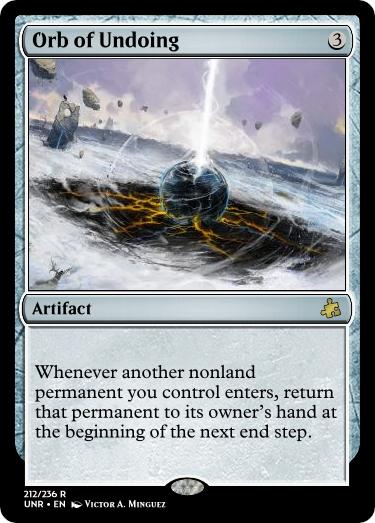 Orb of Undoing 3
Artifact
Whenever another nonland
permanent you control enters, return
that permanent to its owner's hand at
the beginning of the next end step.
212/236 R
UNR • EN Victor A. Minguez